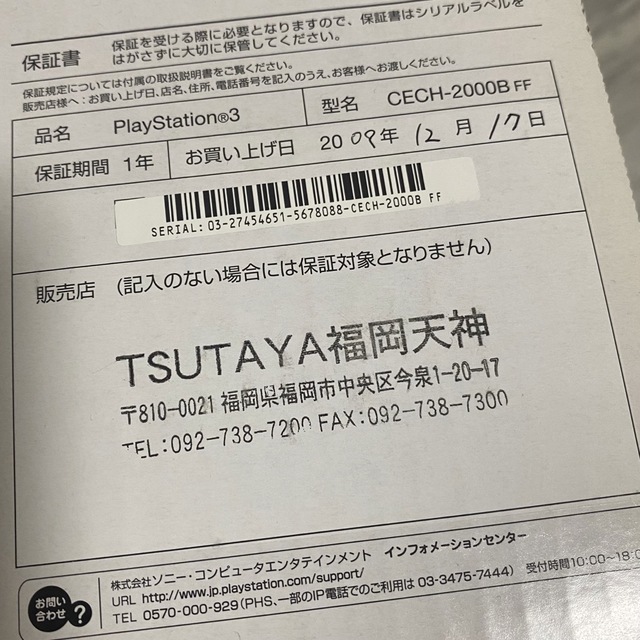 保証書
保証を受ける際に必要となりますので、保証書はシリアルラベルを
はがさずに大切に保管してください。
保証規定については付属の取扱説明書をご覧ください。
販売店様へ：お買い上げ日、店名、住所、電話番号を記入のうえ、お客様へお渡しください。
品名 PlayStation®3 型名 CECH-2000B FF
保証期間 1年 お買い上げ日 2009年 12月 17日
SERIAL: 03-27454651-5678088-CECH-2000B FF
販売店 （記入のない場合には保証対象となりません）
TSUTAYA福岡天神
〒810-0021 福岡県福岡市中央区今泉1-20-17
TEL:092-738-7200 FAX:092-738-7300
お問い合わせ ?
株式会社ソニー・コンピュータエンタテインメント インフォメーションセンター
URL http://www.jp.playstation.com/support/
TEL 0570-000-929（PHS、一部のIP電話でのご利用は 03-3475-7444） 受付時間10:00～18:0